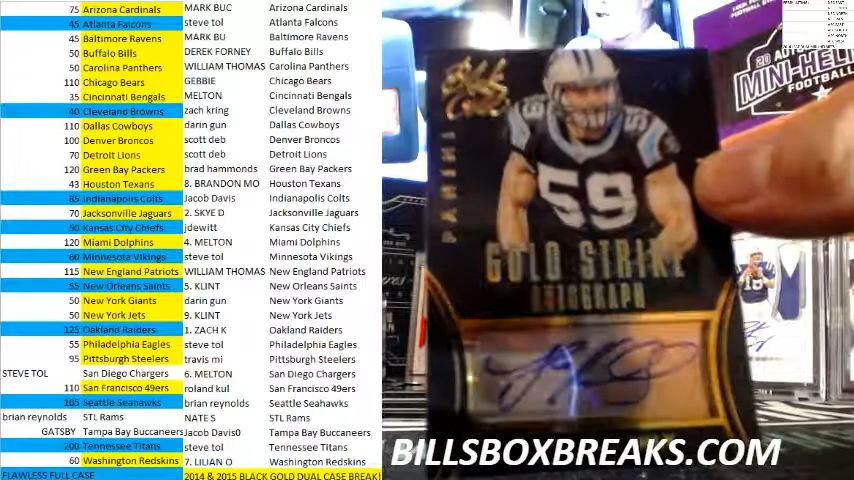 75 Arizona Cardinals MARK BUC Arizona Cardinals
45 Atlanta Falcons steve tol Atlanta Falcons
45 Baltimore Ravens MARK BU Baltimore Ravens
50 Buffalo Bills DEREK FORNEY Buffalo Bills
50 Carolina Panthers WILLIAM THOMAS Carolina Panthers
110 Chicago Bears GEBBIE Chicago Bears
35 Cincinnati Bengals MELTON Cincinnati Bengals
40 Cleveland Browns zach kring Cleveland Browns
110 Dallas Cowboys darin gun Dallas Cowboys
100 Denver Broncos scott deb Denver Broncos
70 Detroit Lions scott deb Detroit Lions
120 Green Bay Packers brad hammonds Green Bay Packers
43 Houston Texans 8. BRANDON MO Houston Texans
85 Indianapolis Colts Jacob Davis Indianapolis Colts
70 Jacksonville Jaguars 2. SKYE D Jacksonville Jaguars
50 Kansas City Chiefs jdewitt Kansas City Chiefs
120 Miami Dolphins 4. MELTON Miami Dolphins
60 Minnesota Vikings steve tol Minnesota Vikings
115 New England Patriots WILLIAM THOMAS New England Patriots
55 New Orleans Saints 5. KLINT New Orleans Saints
50 New York Giants darin gun New York Giants
50 New York Jets 9. KLINT New York Jets
125 Oakland Raiders 1. ZACH K Oakland Raiders
55 Philadelphia Eagles steve tol Philadelphia Eagles
95 Pittsburgh Steelers travis mi Pittsburgh Steelers
STEVE TOL San Diego Chargers 6. MELTON San Diego Chargers
110 San Francisco 49ers roland kul San Francisco 49ers
105 Seattle Seahawks brian reynolds Seattle Seahawks
brian reynolds STL Rams NATE S STL Rams
GATSBY Tampa Bay Buccaneers Jacob Davis0 Tampa Bay Buccaneers
200 Tennessee Titans steve tol Tennessee Titans
60 Washington Redskins 7. LILIAN O Washington Redskins
FLAWLESS FULL CASE 2014 & 2015 BLACK GOLD DUAL CASE BREAK!
PANINI
59
59
GOLD STRIKE
AUTOGRAPH
MINI-HEL
FOOTBALL
BILLSBOXBREAKS.COM